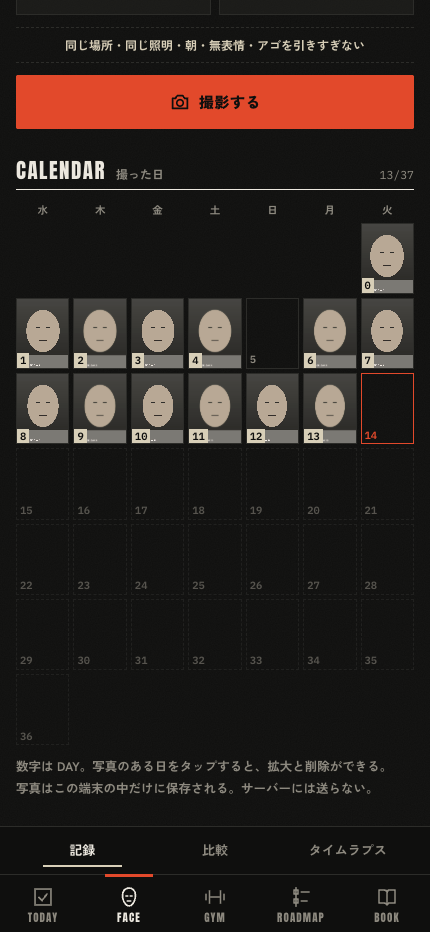 同じ場所・同じ照明・朝・無表情・アゴを引きすぎない
撮影する
CALENDAR 撮った日 13/37
水 木 金 土 日 月 火
0
1 2 3 4 5 6 7
8 9 10 11 12 13 14
15 16 17 18 19 20 21
22 23 24 25 26 27 28
29 30 31 32 33 34 35
36
数字は DAY。写真のある日をタップすると、拡大と削除ができる。
写真はこの端末の中だけに保存される。サーバーには送らない。
記録 比較 タイムラプス
TODAY FACE GYM ROADMAP BOOK